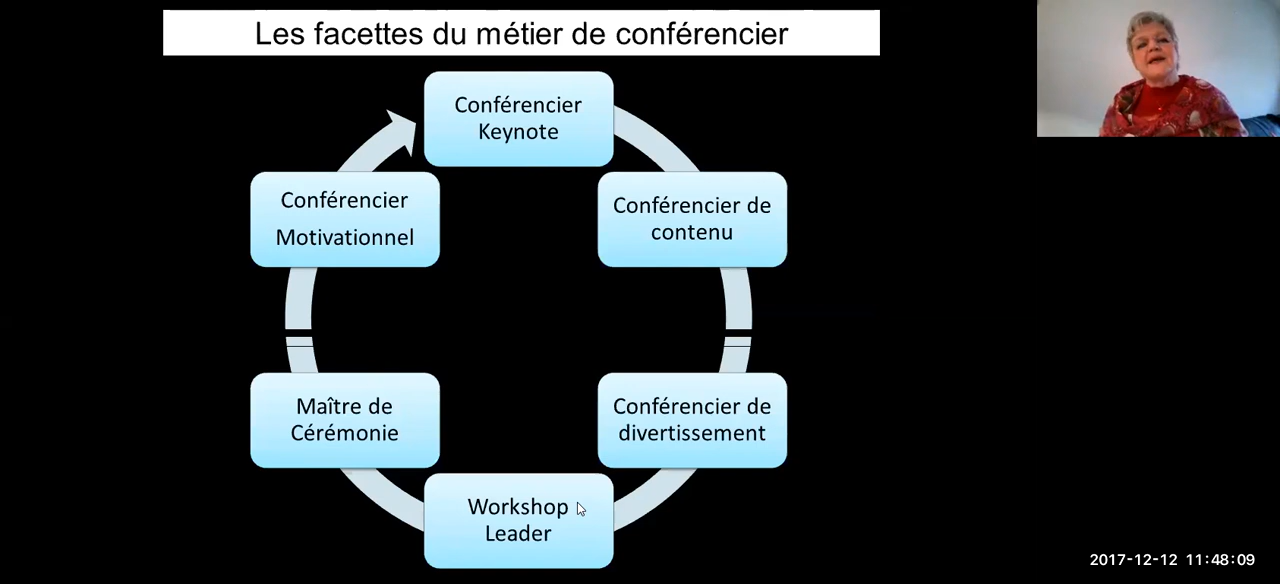 Les facettes du métier de conférencier
Conférencier
Keynote
Conférencier de
contenu
Conférencier de
divertissement
Workshop
Leader
Maître de
Cérémonie
Conférencier
Motivationnel
2017-12-12 11:48:09